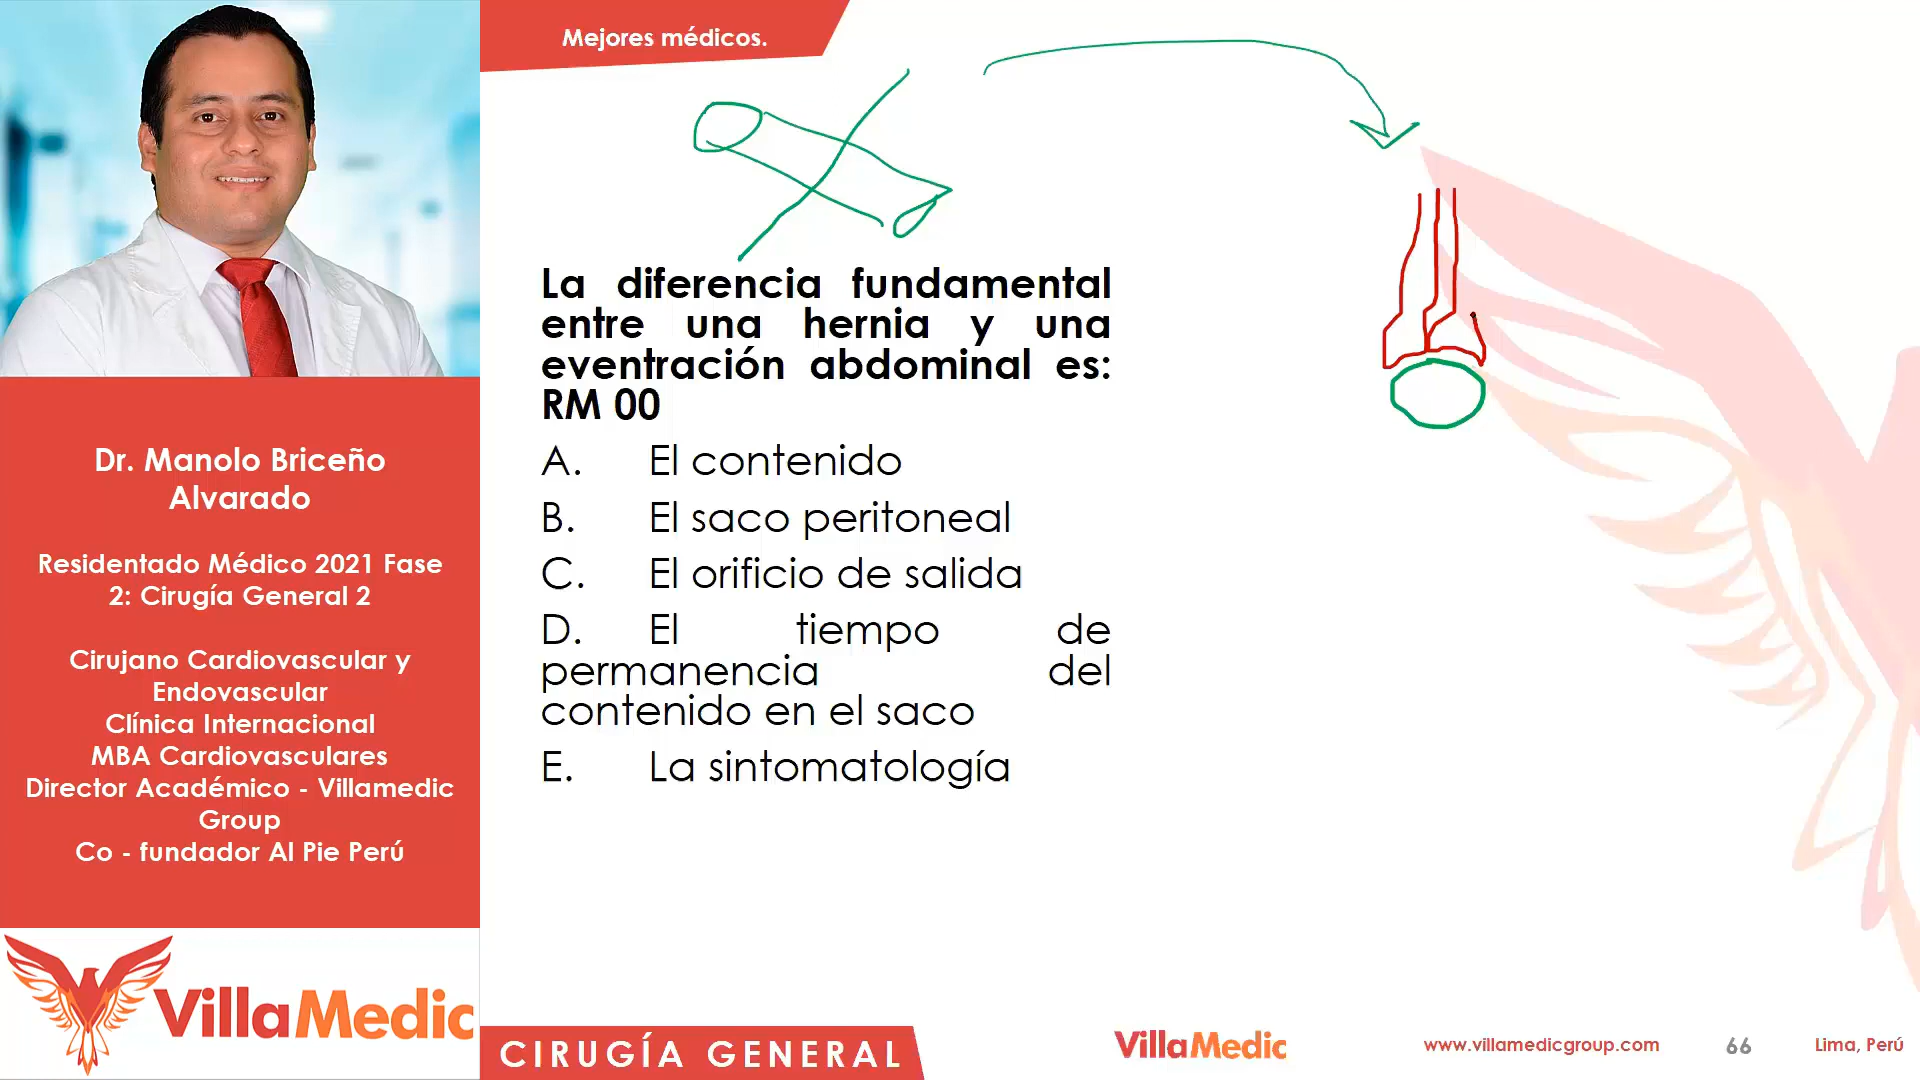 Mejores médicos.
La diferencia fundamental
entre una hernia y una
eventración abdominal es:
RM 00
A. El contenido
B. El saco peritoneal
C. El orificio de salida
D. El tiempo de
permanencia del
contenido en el saco
E. La sintomatología
Dr. Manolo Briceño
Alvarado
Residentado Médico 2021 Fase
2: Cirugía General 2
Cirujano Cardiovascular y
Endovascular
Clínica Internacional
MBA Cardiovasculares
Director Académico - Villamedic
Group
Co - fundador Al Pie Perú
VillaMedic
CIRUGÍA GENERAL
VillaMedic
www.villamedicgroup.com
66
Lima, Perú